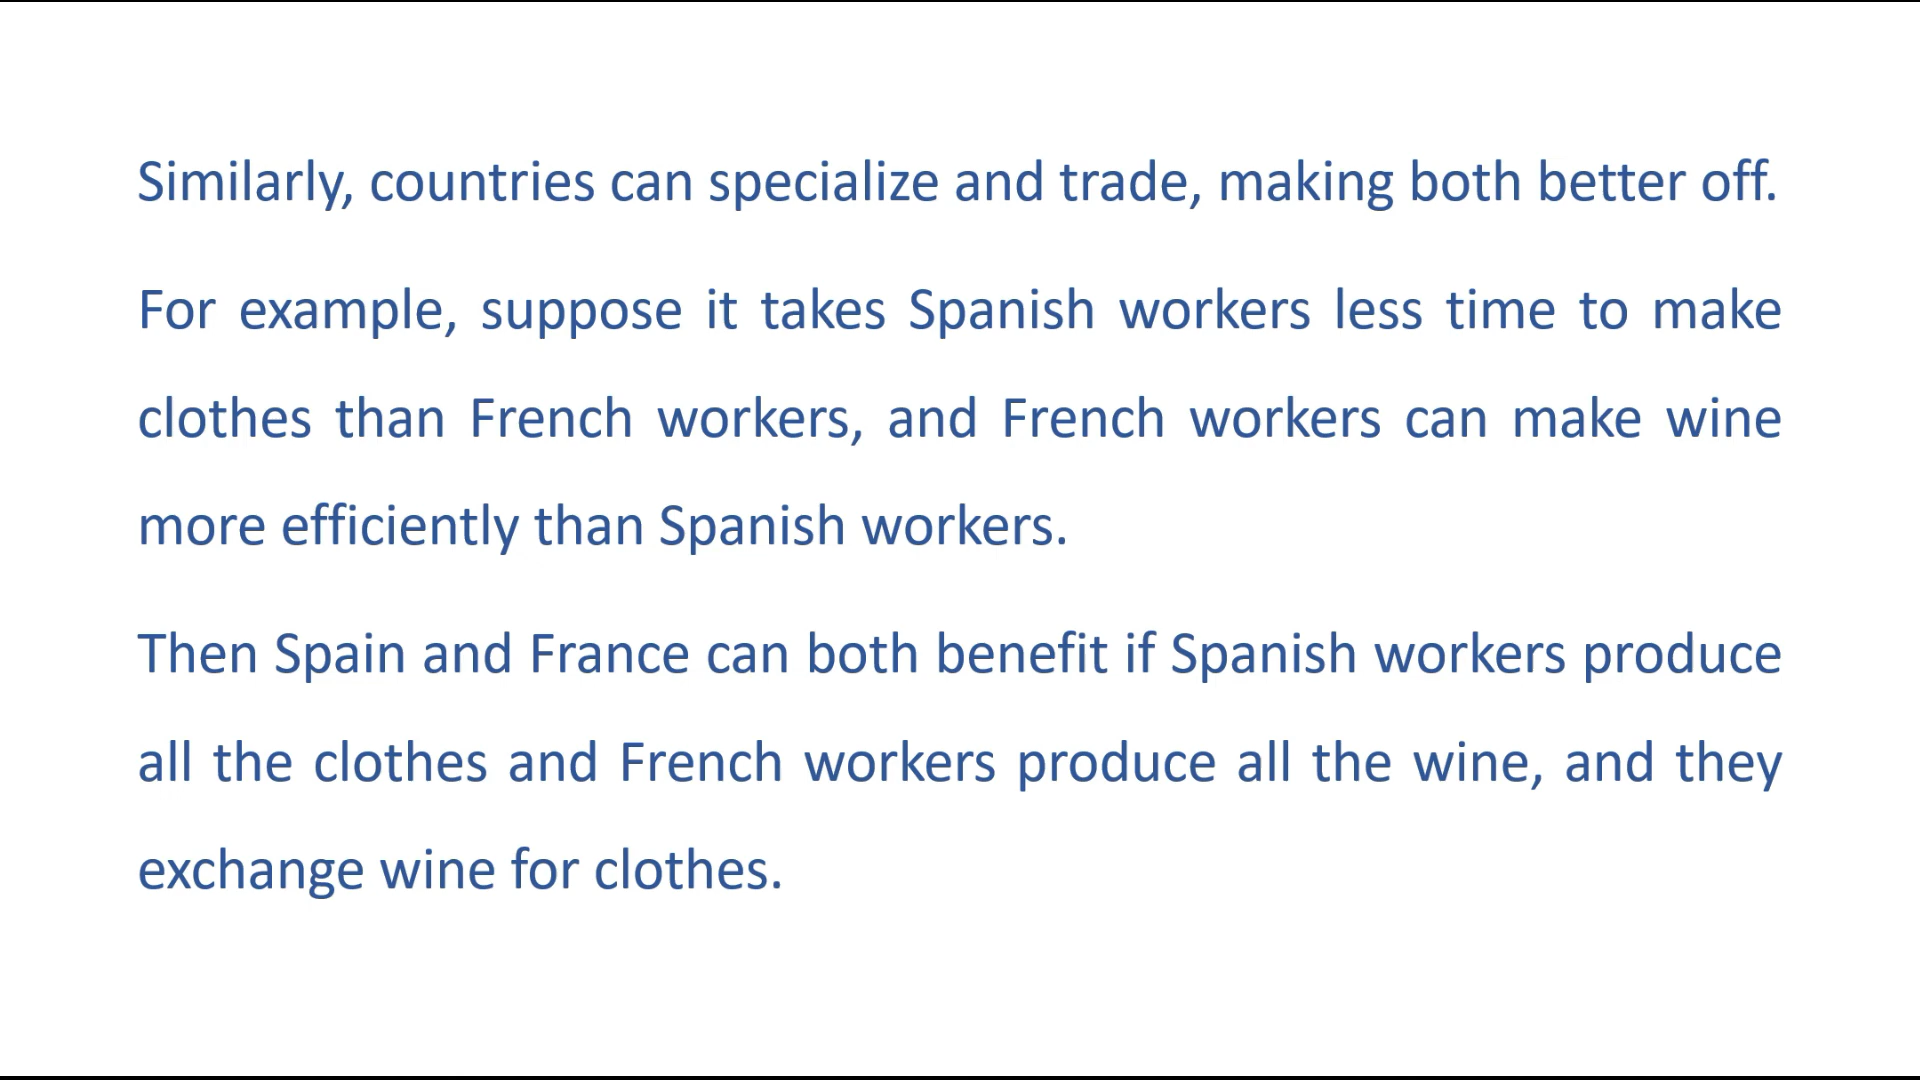 Similarly, countries can specialize and trade, making both better off.
For example, suppose it takes Spanish workers less time to make
clothes than French workers, and French workers can make wine
more efficiently than Spanish workers.
Then Spain and France can both benefit if Spanish workers produce
all the clothes and French workers produce all the wine, and they
exchange wine for clothes.